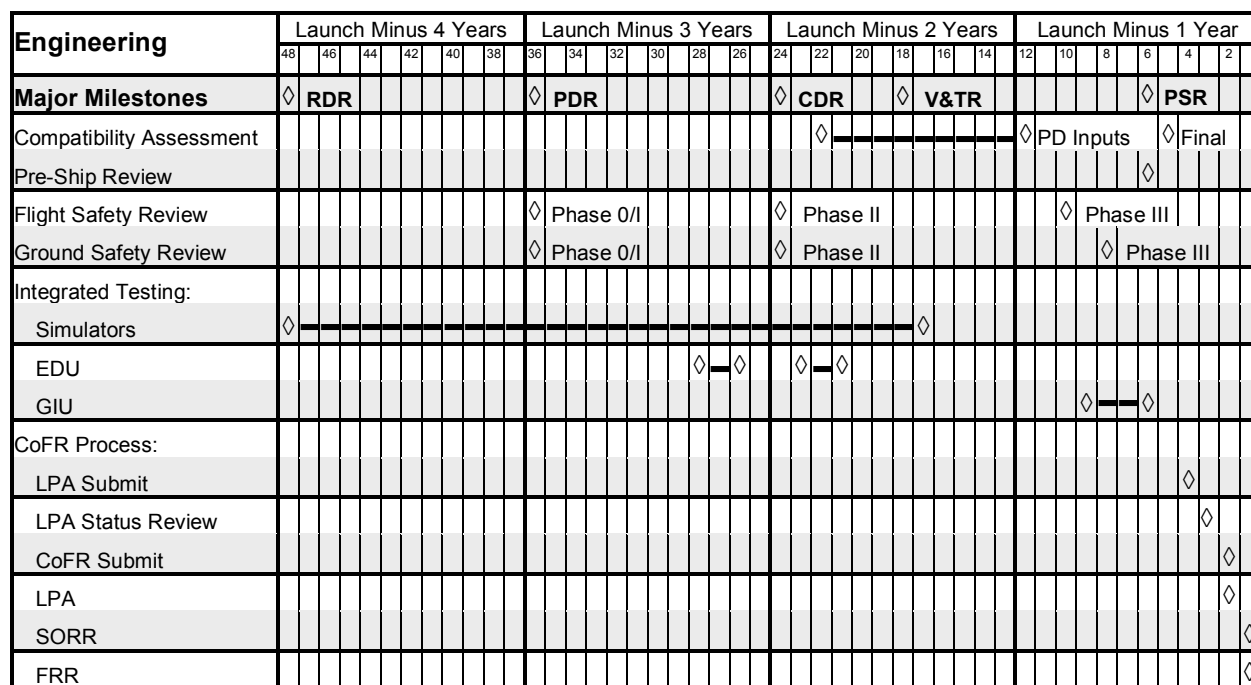 Engineering
Launch Minus 4 Years Launch Minus 3 Years Launch Minus 2 Years Launch Minus 1 Year
48 46 44 42 40 38 36 34 32 30 28 26 24 22 20 18 16 14 12 10 8 6 4 2
Major Milestones RDR PDR CDR V&TR PSR
Compatibility Assessment PD Inputs Final
Pre-Ship Review
Flight Safety Review Phase 0/I Phase II Phase III
Ground Safety Review Phase 0/I Phase II Phase III
Integrated Testing:
Simulators
EDU
GIU
CoFR Process:
LPA Submit
LPA Status Review
CoFR Submit
LPA
SORR
FRR